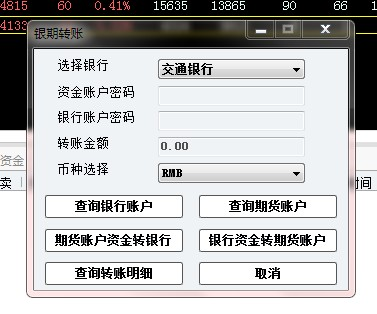 4815 60 0.41% 15635 13865 90 66
4133
银期转账
选择银行 交通银行
资金账户密码
银行账户密码
转账金额 0.00
币种选择 RMB
资金
卖 时间
查询银行账户 查询期货账户
期货账户资金转银行 银行资金转期货账户
查询转账明细 取消